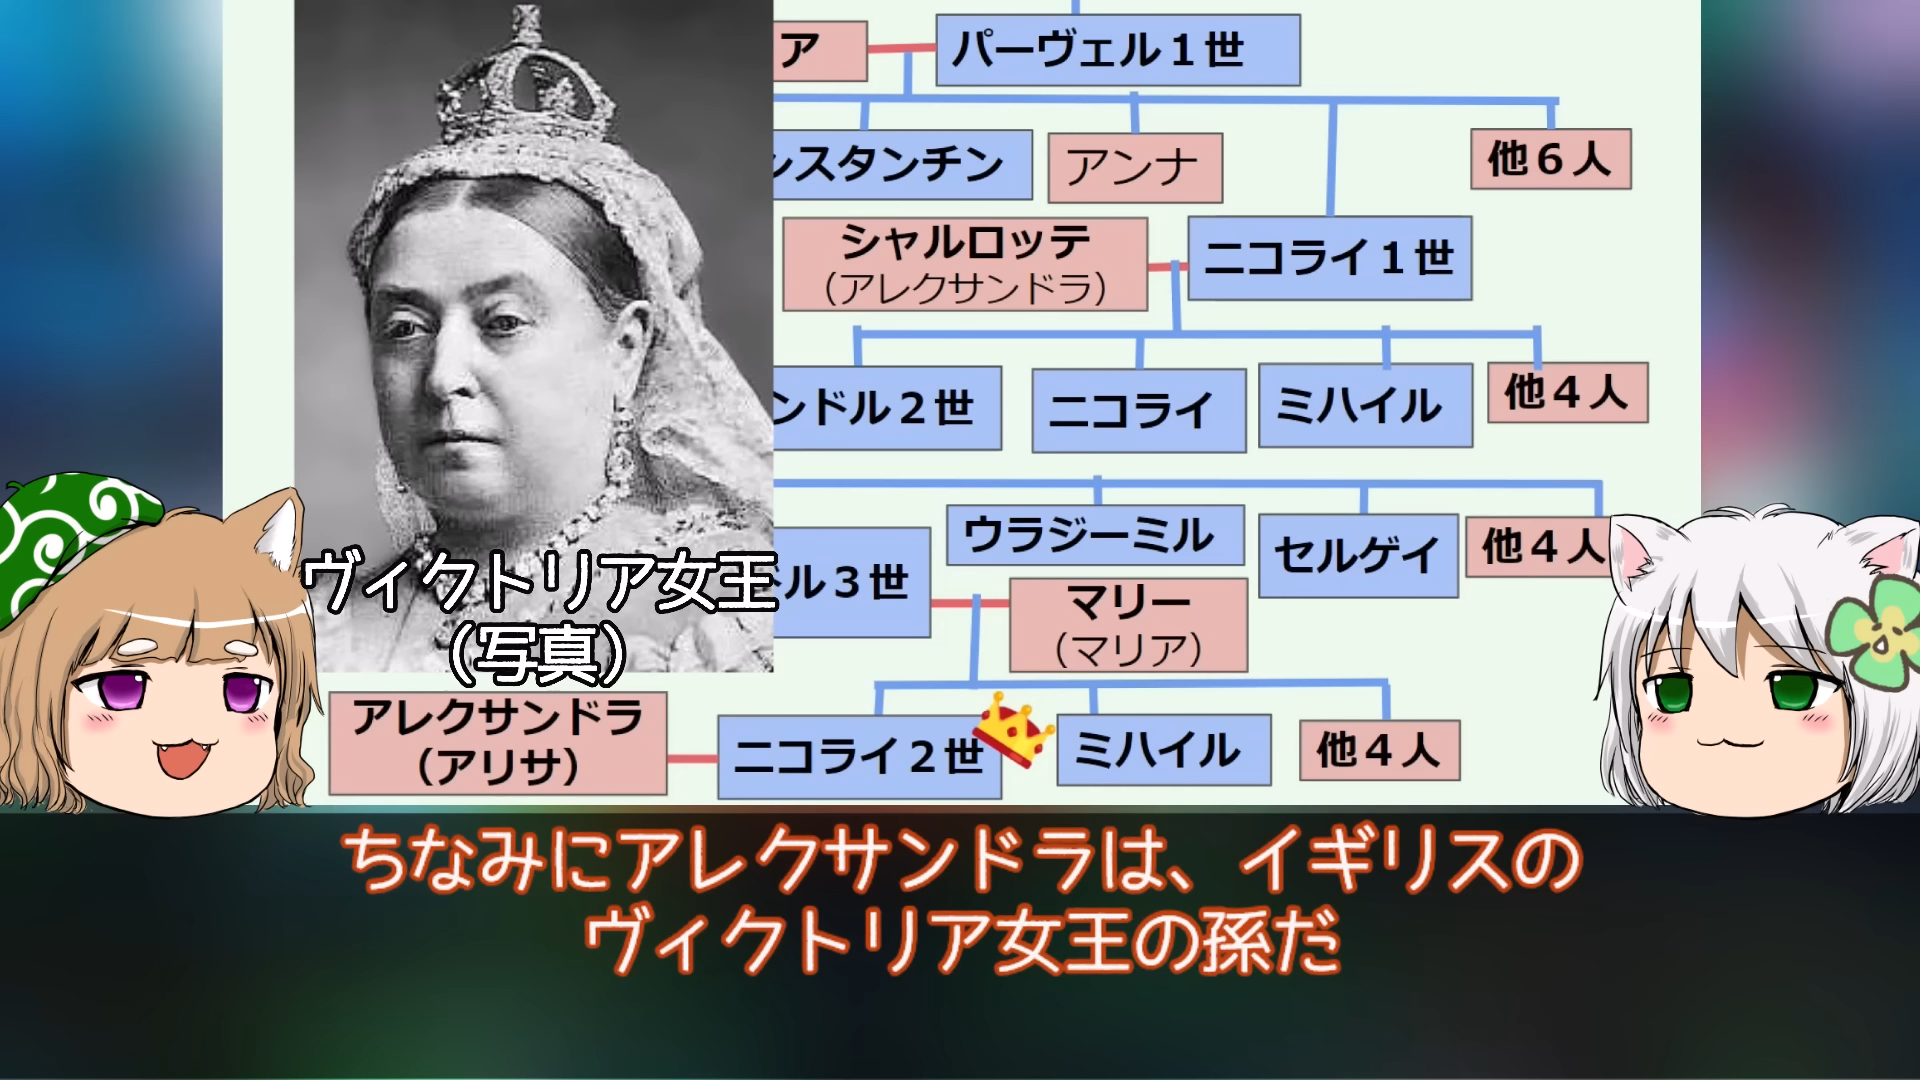 ア
パーヴェル１世
スタンチン
アンナ
他６人
シャルロッテ
（アレクサンドラ）
ニコライ１世
ンドル２世
ニコライ
ミハイル
他４人
ウラジーミル
セルゲイ
他４人
ル３世
マリー
（マリア）
ヴィクトリア女王
（写真）
アレクサンドラ
（アリサ）
ニコライ２世
ミハイル
他４人
ちなみにアレクサンドラは、イギリスの
ヴィクトリア女王の孫だ